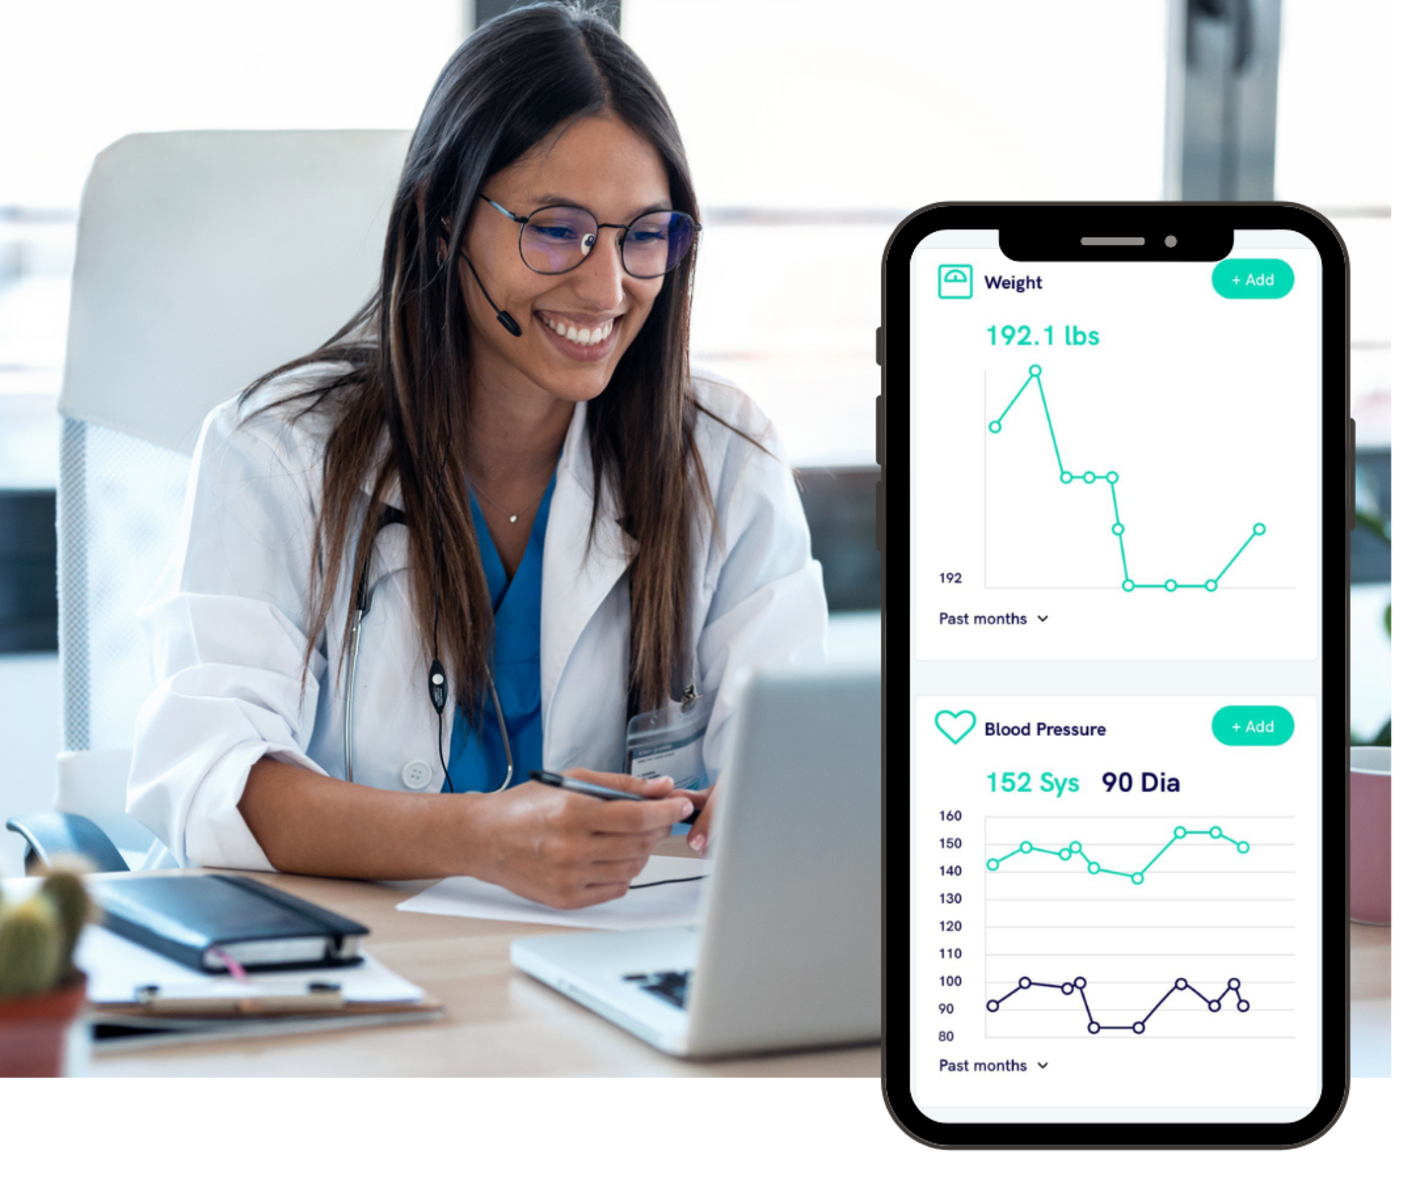 Weight
+ Add
192.1 lbs
192
Past months
Blood Pressure
+ Add
152 Sys 90 Dia
160
150
140
130
120
110
100
90
80
Past months